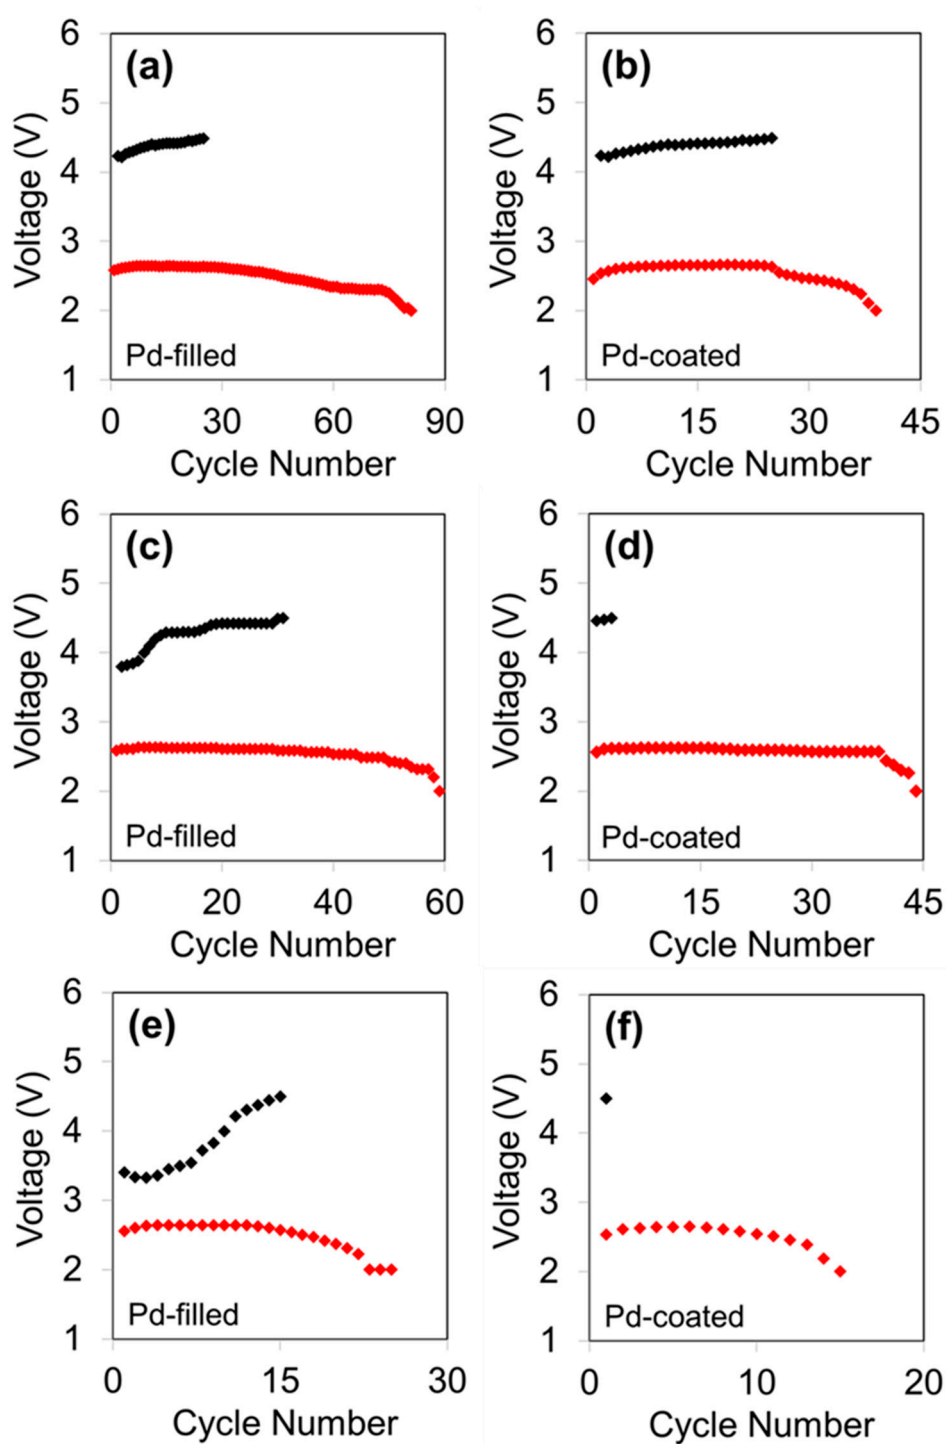 (a)
6
5
4
3
2
1
Voltage (V)
Pd-filled
0 30 60 90
Cycle Number
(b)
6
5
4
3
2
1
Voltage (V)
Pd-coated
0 15 30 45
Cycle Number
(c)
6
5
4
3
2
1
Voltage (V)
Pd-filled
0 20 40 60
Cycle Number
(d)
6
5
4
3
2
1
Voltage (V)
Pd-coated
0 15 30 45
Cycle Number
(e)
6
5
4
3
2
1
Voltage (V)
Pd-filled
0 15 30
Cycle Number
(f)
6
5
4
3
2
1
Voltage (V)
Pd-coated
0 10 20
Cycle Number